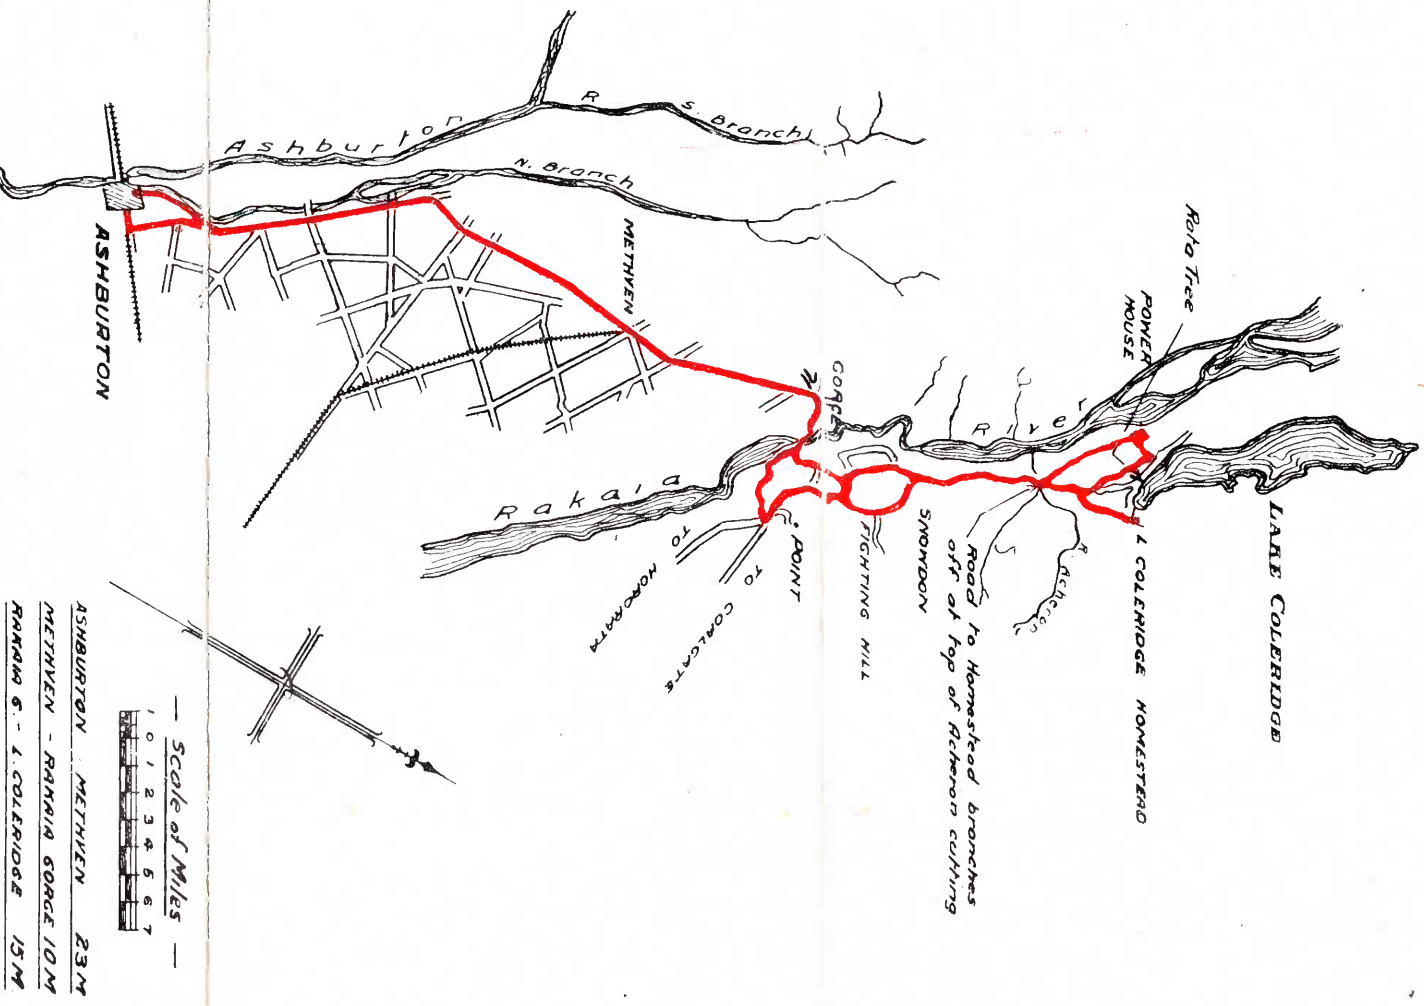 LAKE COLERIDGE
Rata Tree
POWER
HOUSE
L COLERIDGE HOMESTEAD
R. Acheron
Road to Homestead branches
off at top of Acheron cutting
River
SNOWDON
FIGHTING HILL
GORGE
POINT
TO COALGATE
TO HORORATA
Rakaia
S. Branch
R
N. Branch
METHVEN
Ashburton
ASHBURTON
— Scale of Miles —
1 0 1 2 3 4 5 6 7
ASHBURTON - METHVEN 23 M
METHVEN - RAKAIA GORGE 10 M
RAKAIA G. - L. COLERIDGE 15 M